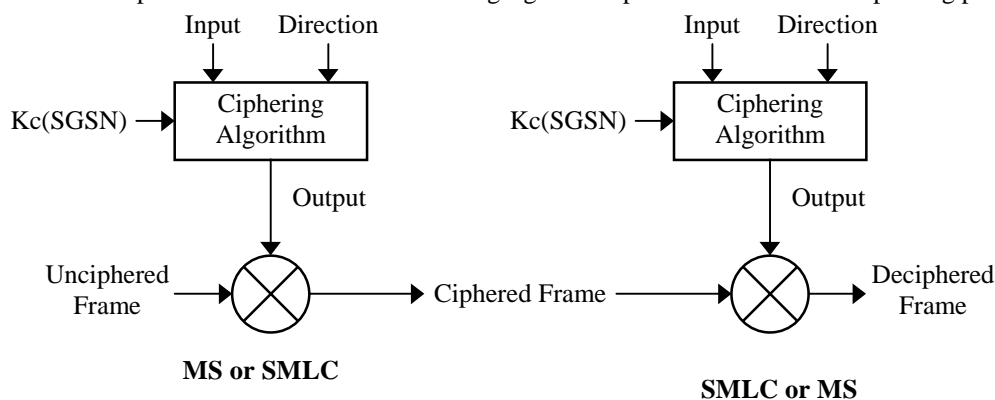 Input Direction Input Direction
Kc(SGSN) Ciphering Algorithm Kc(SGSN) Ciphering Algorithm
Output Output
Unciphered Frame Ciphered Frame Deciphered Frame
MS or SMLC
SMLC or MS